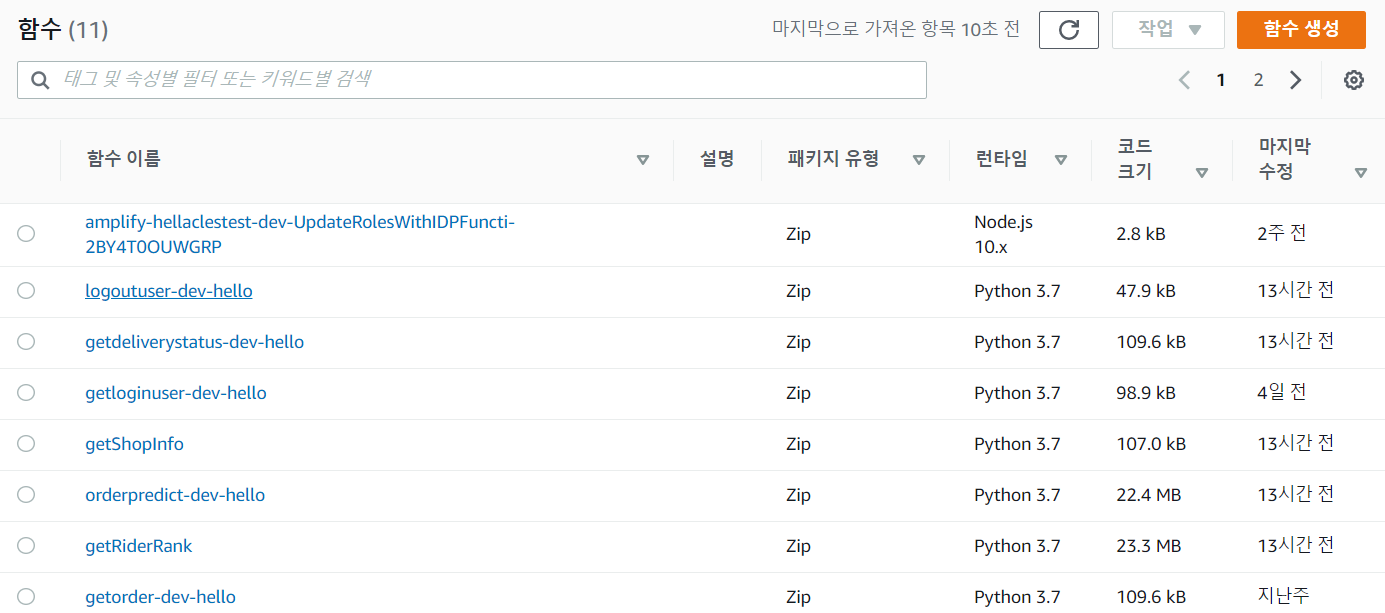 함수 (11) 마지막으로 가져온 항목 10초 전 작업 함수 생성
태그 및 속성별 필터 또는 키워드별 검색 1 2
함수 이름 설명 패키지 유형 런타임 코드 크기 마지막 수정
amplify-hellaclestest-dev-UpdateRolesWithIDPFuncti-2BY4T0OUWGRP Zip Node.js 10.x 2.8 kB 2주 전
logoutuser-dev-hello Zip Python 3.7 47.9 kB 13시간 전
getdeliverystatus-dev-hello Zip Python 3.7 109.6 kB 13시간 전
getloginuser-dev-hello Zip Python 3.7 98.9 kB 4일 전
getShopInfo Zip Python 3.7 107.0 kB 13시간 전
orderpredict-dev-hello Zip Python 3.7 22.4 MB 13시간 전
getRiderRank Zip Python 3.7 23.3 MB 13시간 전
getorder-dev-hello Zip Python 3.7 109.6 kB 지난주